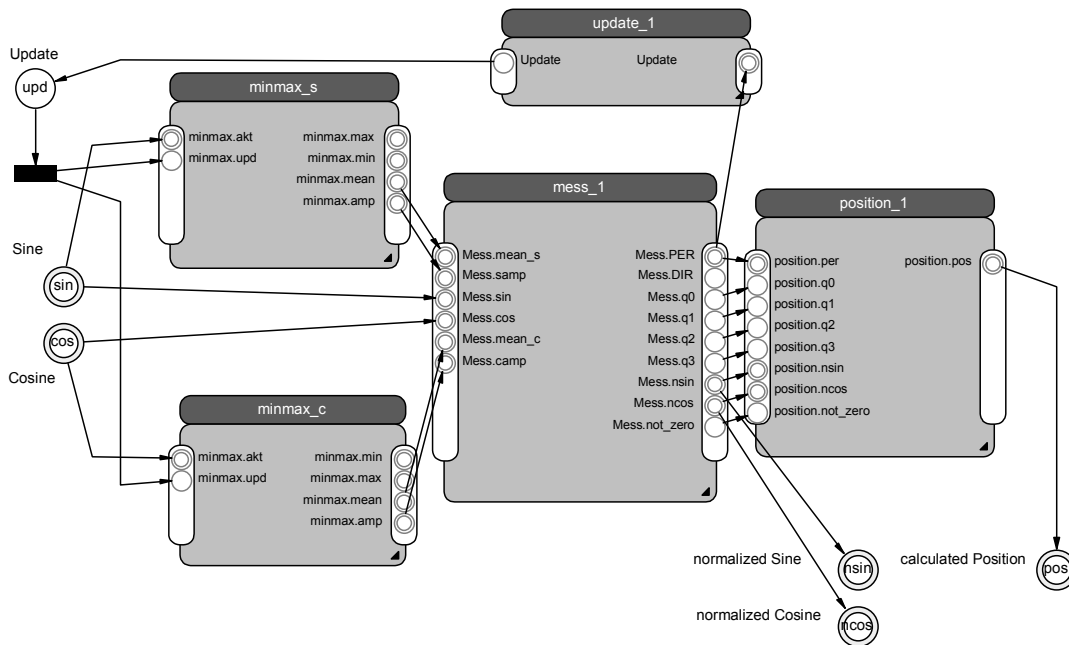 update_1
Update
Update
Update
upd
minmax_s
minmax.akt
minmax.upd
minmax.max
minmax.min
minmax.mean
minmax.amp
Sine
sin
cos
Cosine
mess_1
Mess.mean_s
Mess.samp
Mess.sin
Mess.cos
Mess.mean_c
Mess.camp
Mess.PER
Mess.DIR
Mess.q0
Mess.q1
Mess.q2
Mess.q3
Mess.nsin
Mess.ncos
Mess.not_zero
position_1
position.per
position.q0
position.q1
position.q2
position.q3
position.nsin
position.ncos
position.not_zero
position.pos
minmax_c
minmax.akt
minmax.upd
minmax.min
minmax.max
minmax.mean
minmax.amp
normalized Sine
nsin
calculated Position
pos
normalized Cosine
ncos